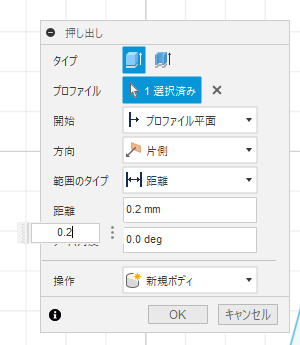 押し出し
タイプ
プロファイル 1 選択済み
開始 プロファイル平面
方向 片側
範囲のタイプ 距離
距離 0.2 mm
0.2
0.0 deg
操作 新規ボディ
OK キャンセル